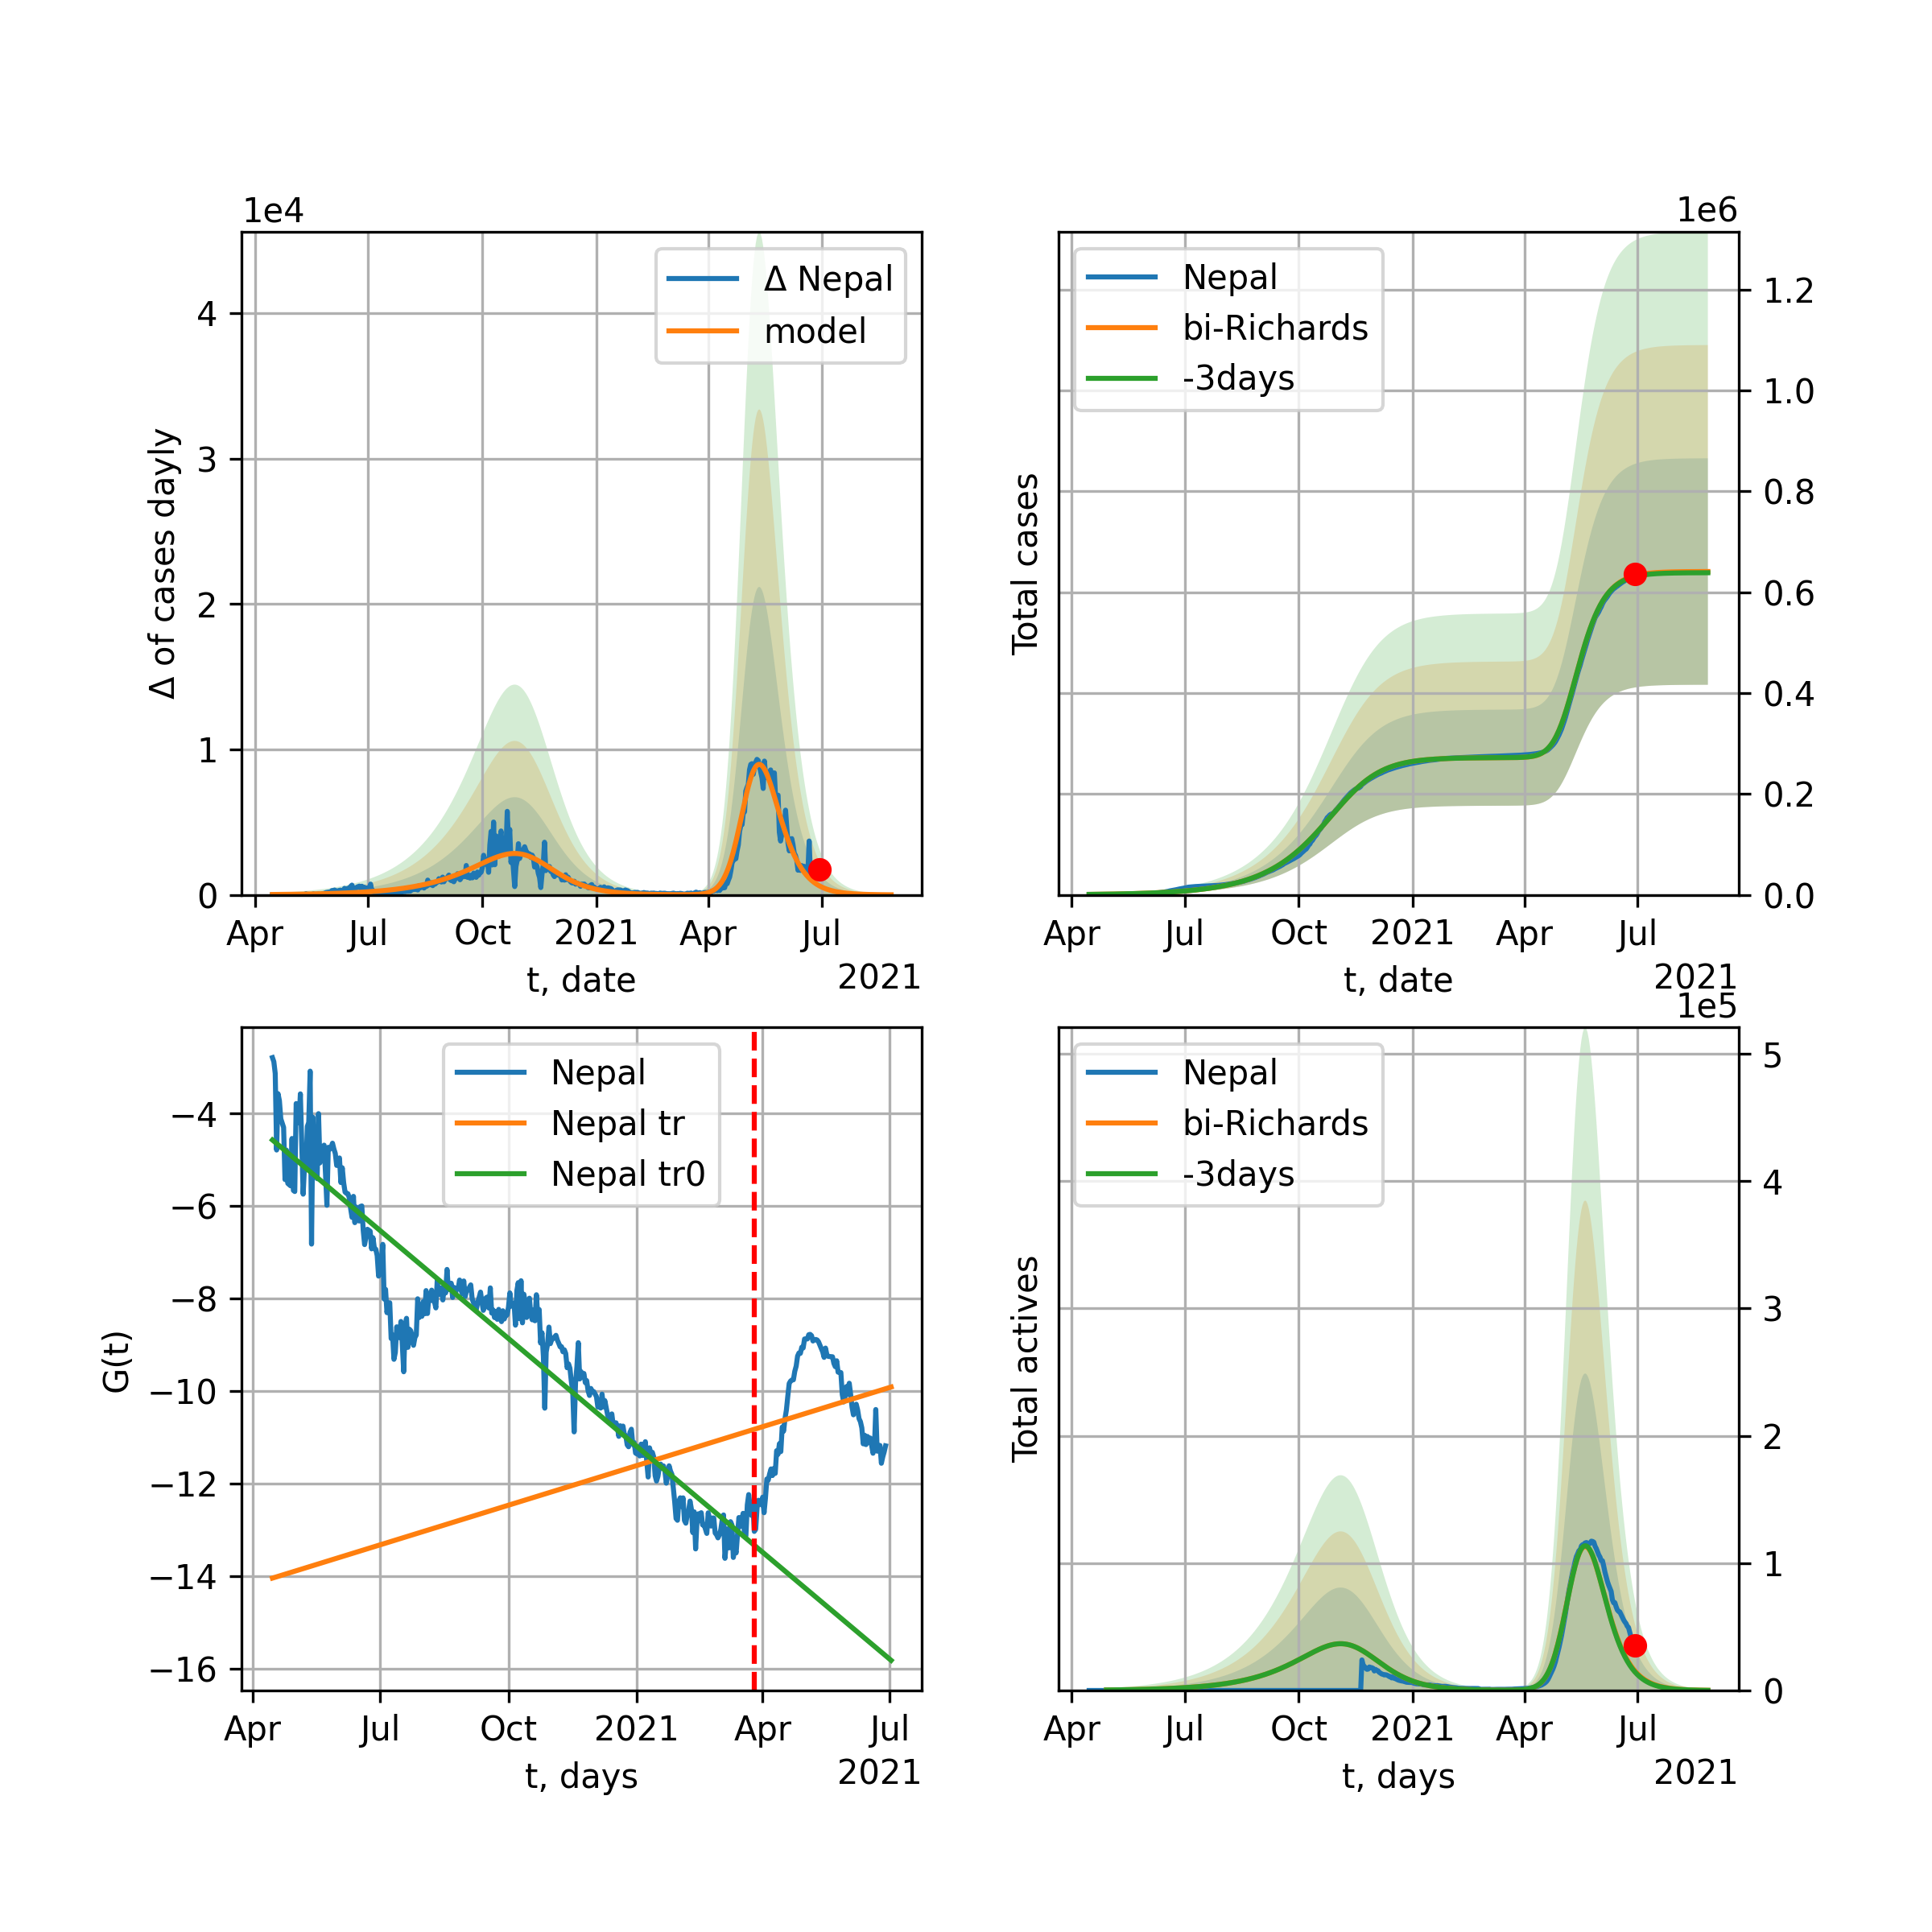 1e4
Δ of cases dayly
4
3
2
1
0
Δ Nepal
model
Apr Jul Oct 2021 Apr Jul
t, date
2021
1e6
Total cases
Nepal
bi-Richards
-3days
1.2
1.0
0.8
0.6
0.4
0.2
0.0
Apr Jul Oct 2021 Apr Jul
t, date
2021
G(t)
−4
−6
−8
−10
−12
−14
−16
Nepal
Nepal tr
Nepal tr0
Apr Jul Oct 2021 Apr Jul
t, days
2021
1e5
Total actives
Nepal
bi-Richards
-3days
5
4
3
2
1
0
Apr Jul Oct 2021 Apr Jul
t, days
2021